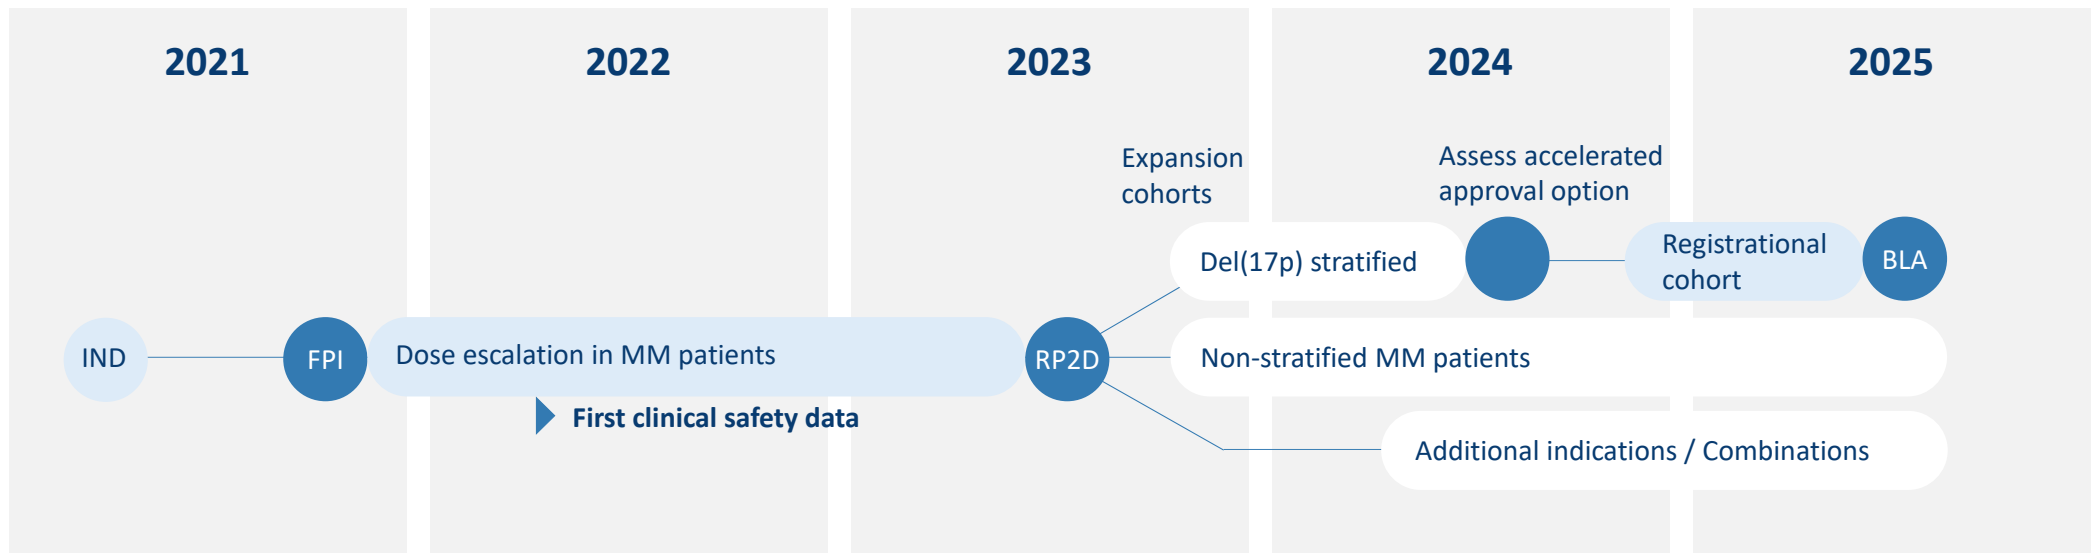 2021
2022
2023
2024
2025
Expansion
cohorts
Assess accelerated
approval option
Del(17p) stratified
Registrational
cohort
BLA
IND
FPI
Dose escalation in MM patients
RP2D
Non-stratified MM patients
First clinical safety data
Additional indications / Combinations